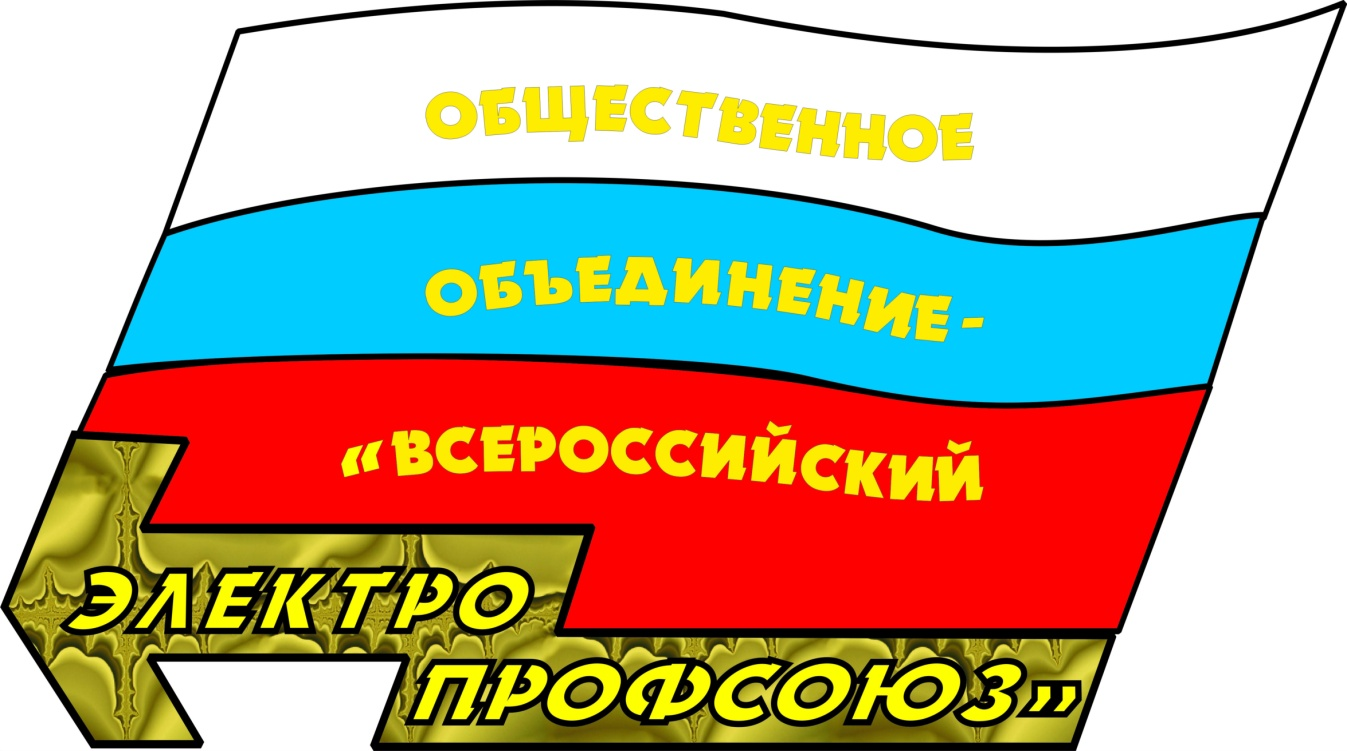 ОБЩЕСТВЕННОЕ
ОБЪЕДИНЕНИЕ -
«ВСЕРОССИЙСКИЙ
ЭЛЕКТРО
ПРОФСОЮЗ»